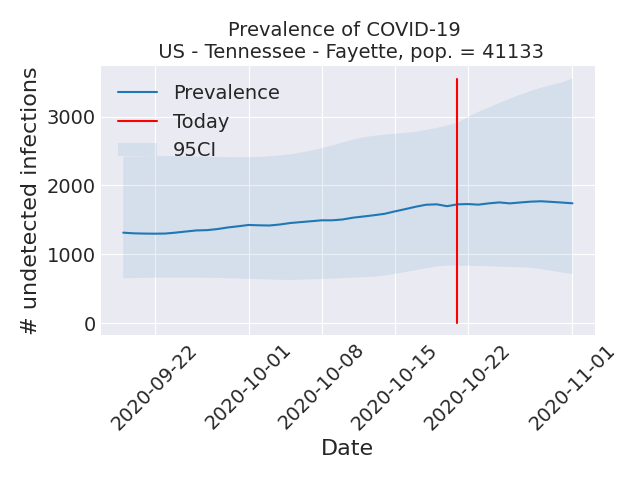 Prevalence of COVID-19
US - Tennessee - Fayette, pop. = 41133
# undetected infections
3000
2000
1000
0
Prevalence
Today
95CI
2020-09-22
2020-10-01
2020-10-08
2020-10-15
2020-10-22
2020-11-01
Date